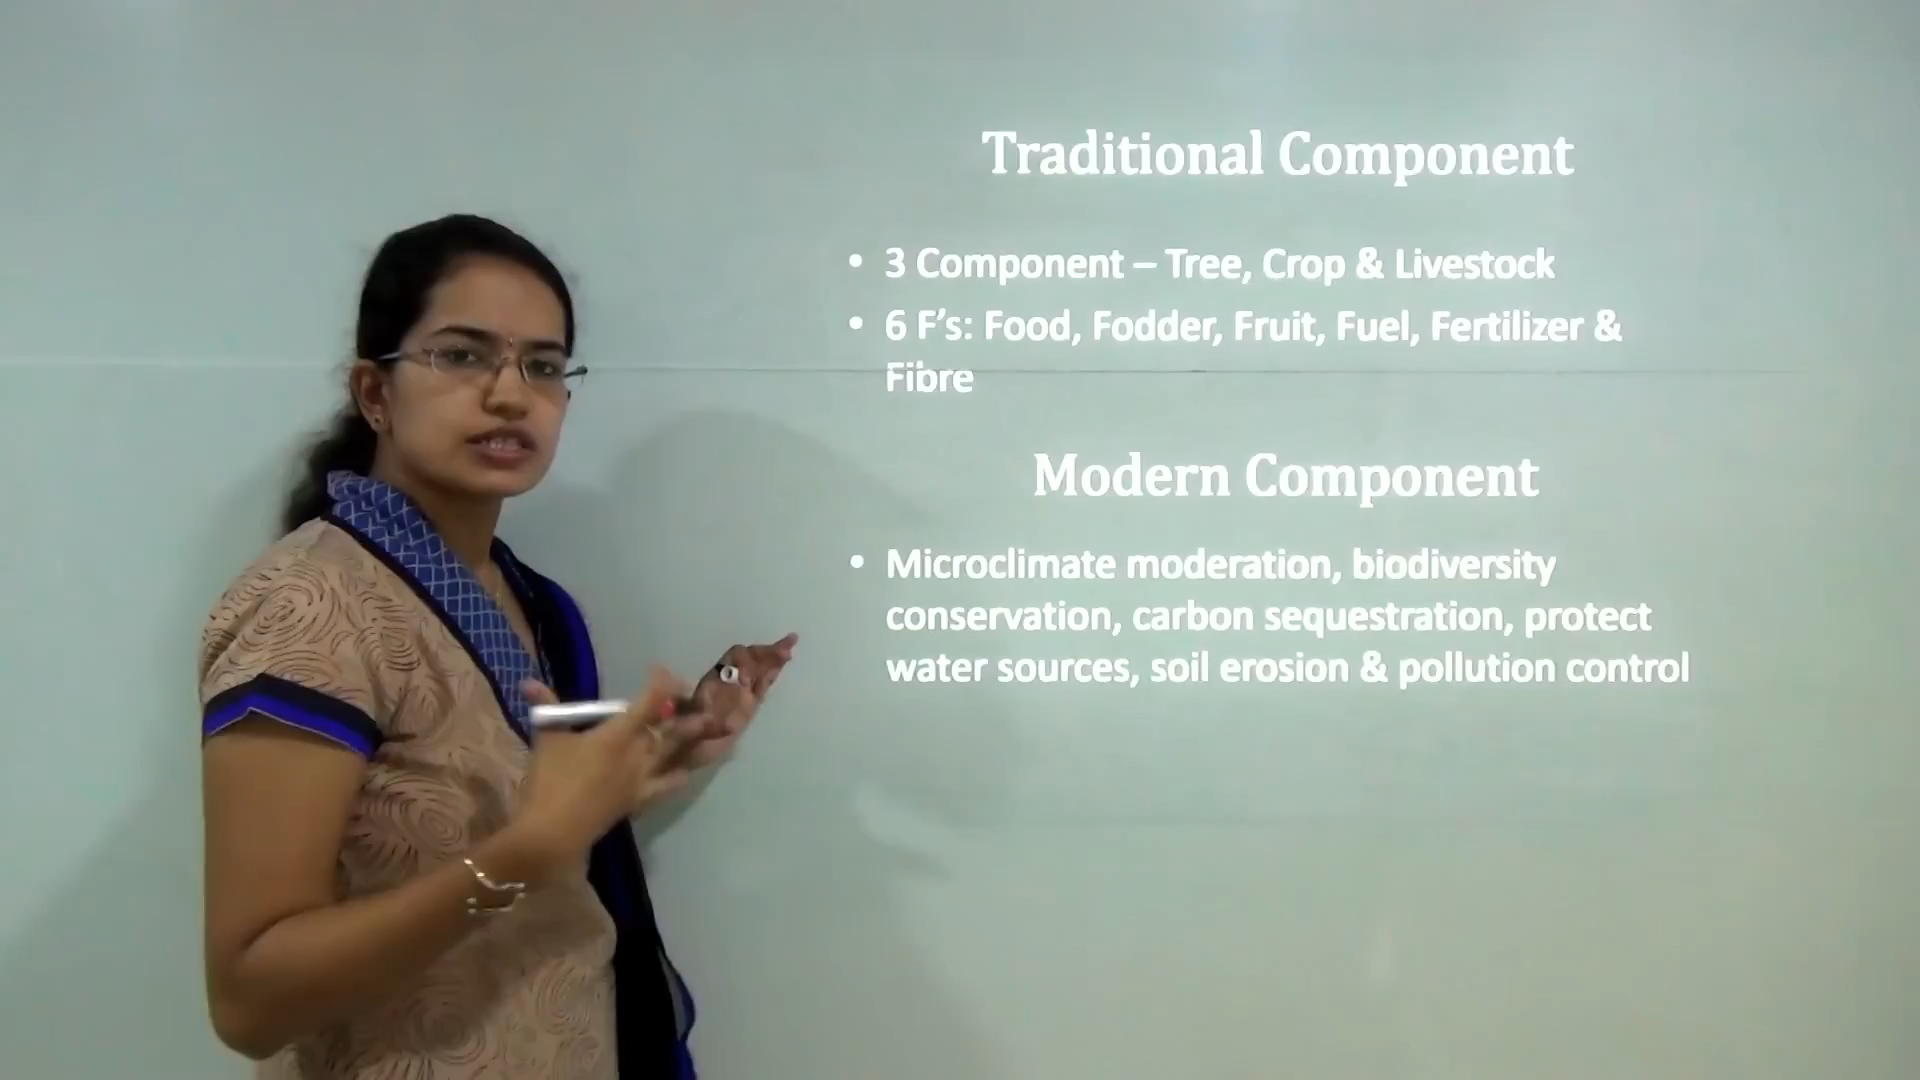 Traditional Component
• 3 Component – Tree, Crop & Livestock
• 6 F’s: Food, Fodder, Fruit, Fuel, Fertilizer &
Fibre
Modern Component
• Microclimate moderation, biodiversity
conservation, carbon sequestration, protect
water sources, soil erosion & pollution control